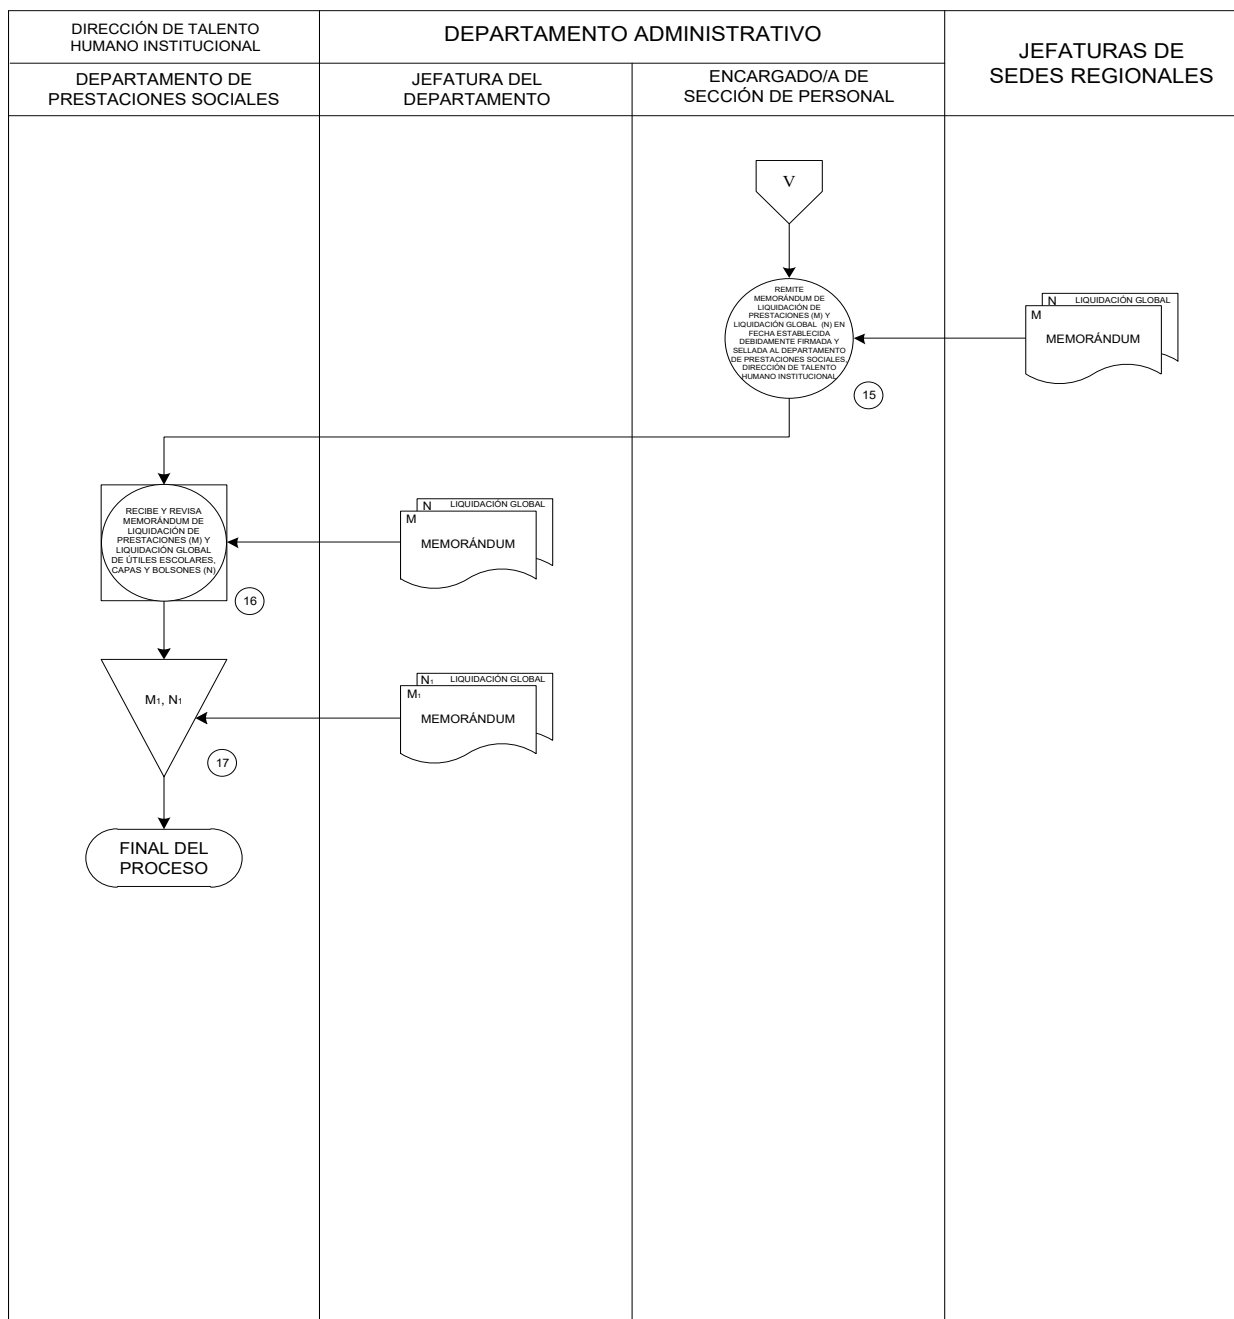 DIRECCIÓN DE TALENTO
HUMANO INSTITUCIONAL
DEPARTAMENTO ADMINISTRATIVO
JEFATURAS DE
SEDES REGIONALES
DEPARTAMENTO DE
PRESTACIONES SOCIALES
JEFATURA DEL
DEPARTAMENTO
ENCARGADO/A DE
SECCIÓN DE PERSONAL
V
REMITE
MEMORÁNDUM DE
LIQUIDACIÓN DE
PRESTACIONES (M) Y
LIQUIDACIÓN GLOBAL (N) EN
FECHA ESTABLECIDA
DEBIDAMENTE FIRMADA Y
SELLADA AL DEPARTAMENTO
DE PRESTACIONES SOCIALES,
DIRECCIÓN DE TALENTO
HUMANO INSTITUCIONAL
15
N LIQUIDACIÓN GLOBAL
M
MEMORÁNDUM
RECIBE Y REVISA
MEMORÁNDUM DE
LIQUIDACIÓN DE
PRESTACIONES (M) Y
LIQUIDACIÓN GLOBAL
DE ÚTILES ESCOLARES,
CAPAS Y BOLSONES (N)
16
N LIQUIDACIÓN GLOBAL
M
MEMORÁNDUM
M1, N1
17
N1 LIQUIDACIÓN GLOBAL
M1
MEMORÁNDUM
FINAL DEL
PROCESO